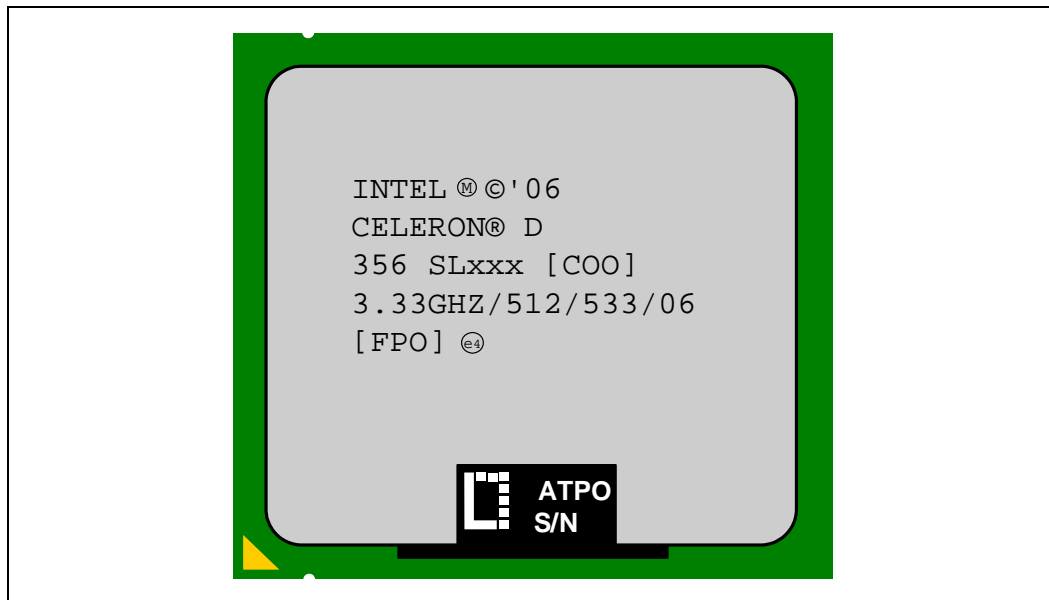 INTEL Ⓜ ©'06
CELERON® D
356 SLxxx [COO]
3.33GHZ/512/533/06
[FPO] ⓔ4
ATPO
S/N